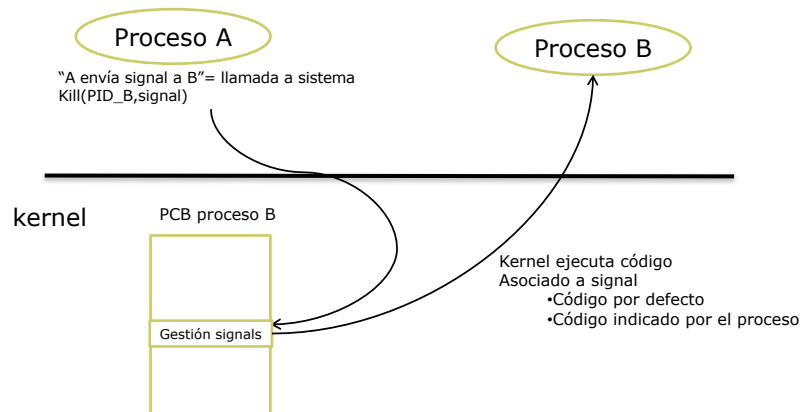 Proceso A
Proceso B
“A envía signal a B”= llamada a sistema
Kill(PID_B,signal)
kernel
PCB proceso B
Gestión signals
Kernel ejecuta código
Asociado a signal
•Código por defecto
•Código indicado por el proceso